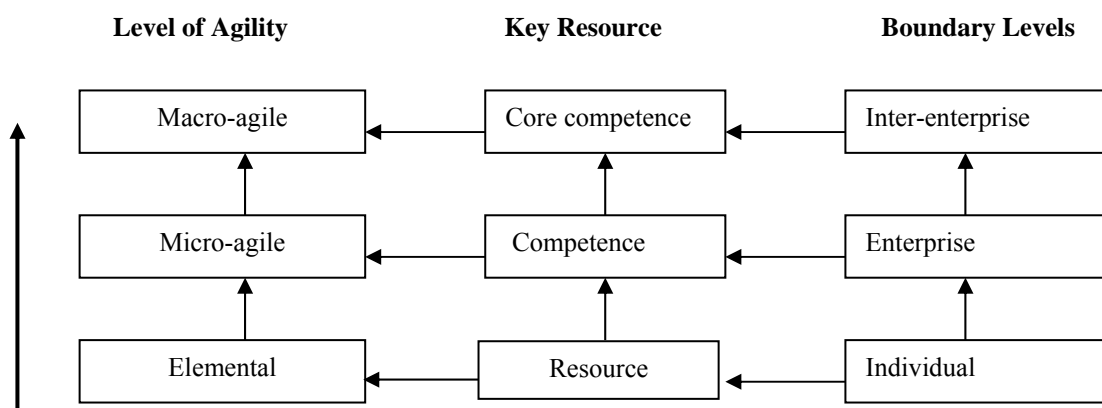 Level of Agility Key Resource Boundary Levels
Macro-agile Core competence Inter-enterprise
Micro-agile Competence Enterprise
Elemental Resource Individual